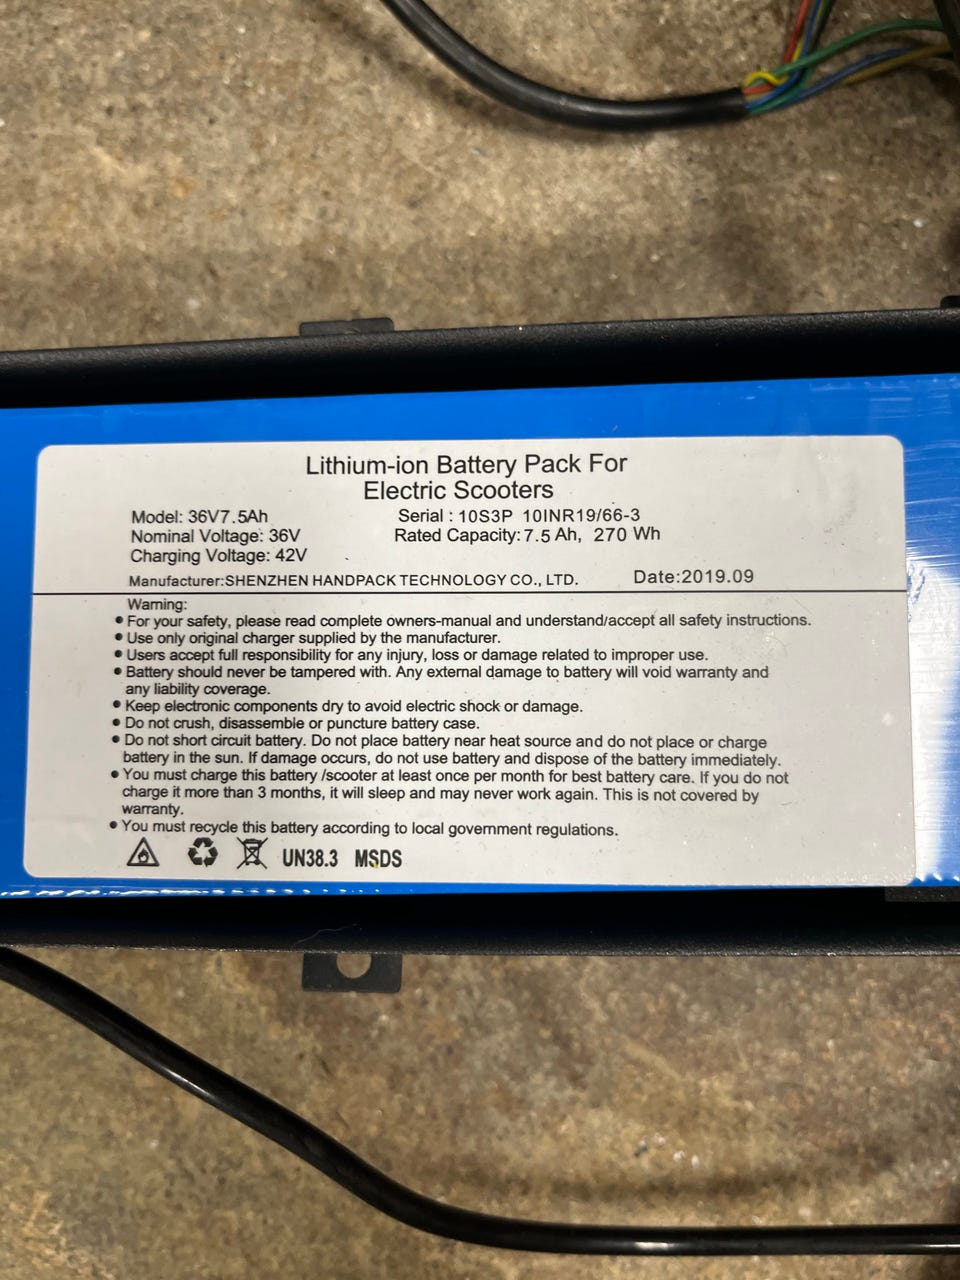 Lithium-ion Battery Pack For
Electric Scooters
Model: 36V7.5Ah
Serial : 10S3P 10INR19/66-3
Nominal Voltage: 36V
Rated Capacity: 7.5 Ah, 270 Wh
Charging Voltage: 42V
Manufacturer:SHENZHEN HANDPACK TECHNOLOGY CO., LTD.
Date:2019.09
Warning:
● For your safety, please read complete owners-manual and understand/accept all safety instructions.
● Use only original charger supplied by the manufacturer.
● Users accept full responsibility for any injury, loss or damage related to improper use.
● Battery should never be tampered with. Any external damage to battery will void warranty and
any liability coverage.
● Keep electronic components dry to avoid electric shock or damage.
● Do not crush, disassemble or puncture battery case.
● Do not short circuit battery. Do not place battery near heat source and do not place or charge
battery in the sun. If damage occurs, do not use battery and dispose of the battery immediately.
● You must charge this battery /scooter at least once per month for best battery care. If you do not
charge it more than 3 months, it will sleep and may never work again. This is not covered by
warranty.
● You must recycle this battery according to local government regulations.
UN38.3 MSDS